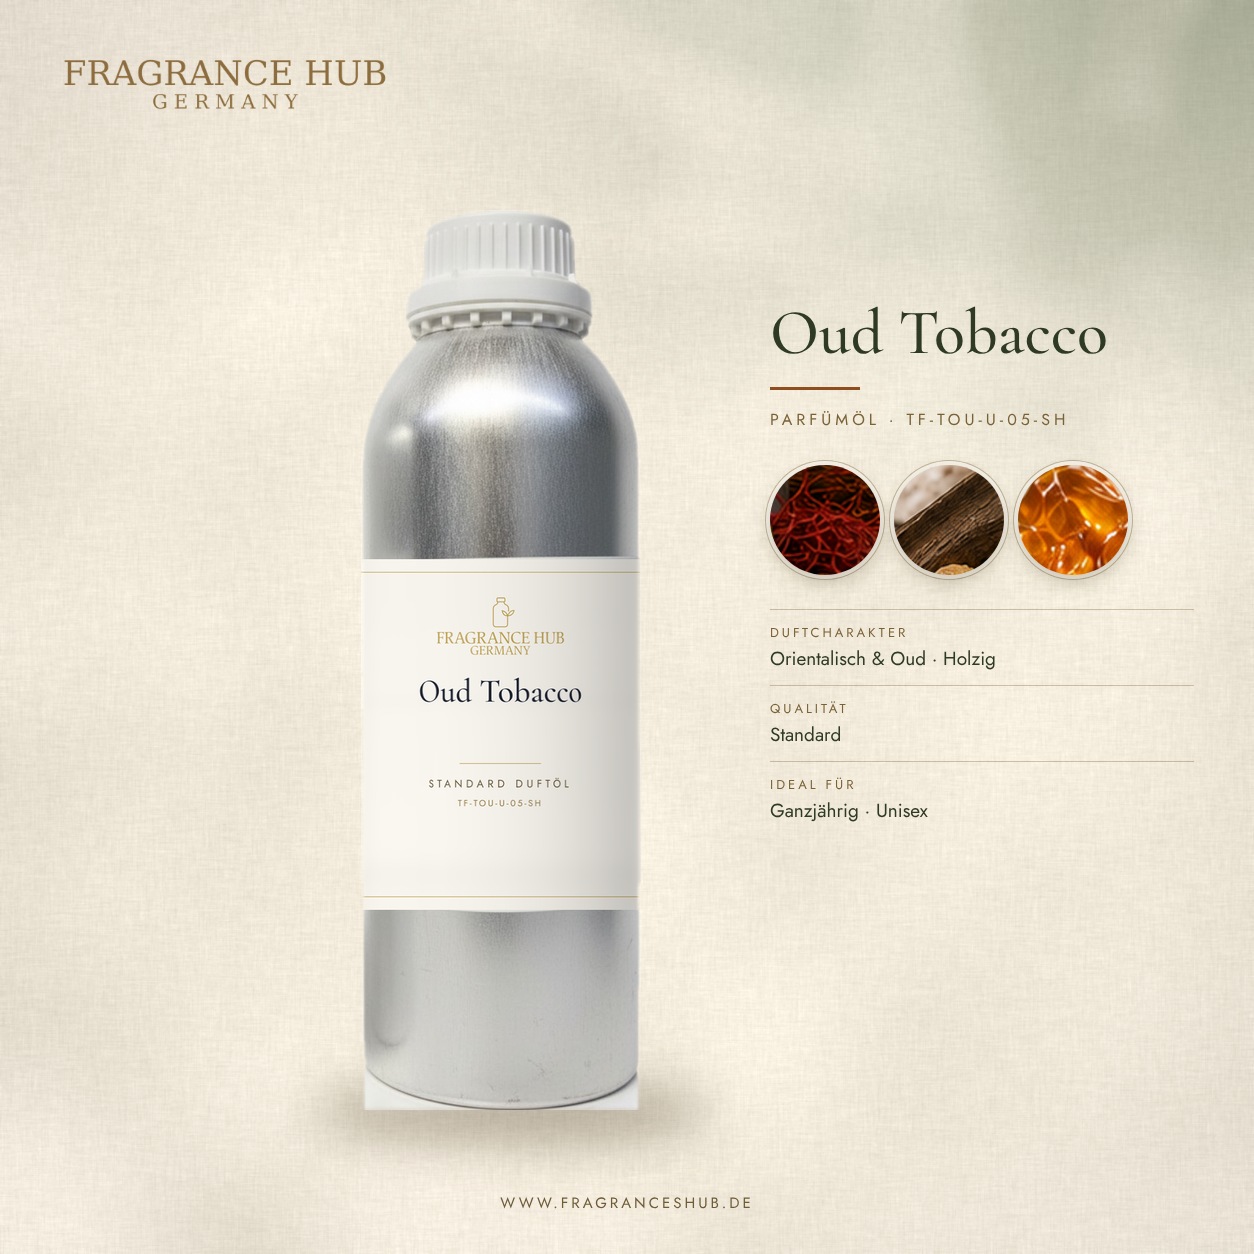 FRAGRANCE HUB
GERMANY
Oud Tobacco
PARFÜMÖL · TF-TOU-U-05-SH
DUFTCHARAKTER
Orientalisch & Oud · Holzig
QUALITÄT
Standard
IDEAL FÜR
Ganzjährig · Unisex
FRAGRANCE HUB
GERMANY
Oud Tobacco
STANDARD DUFTÖL
TF-TOU-U-05-SH
WWW.FRAGRANCESHUB.DE